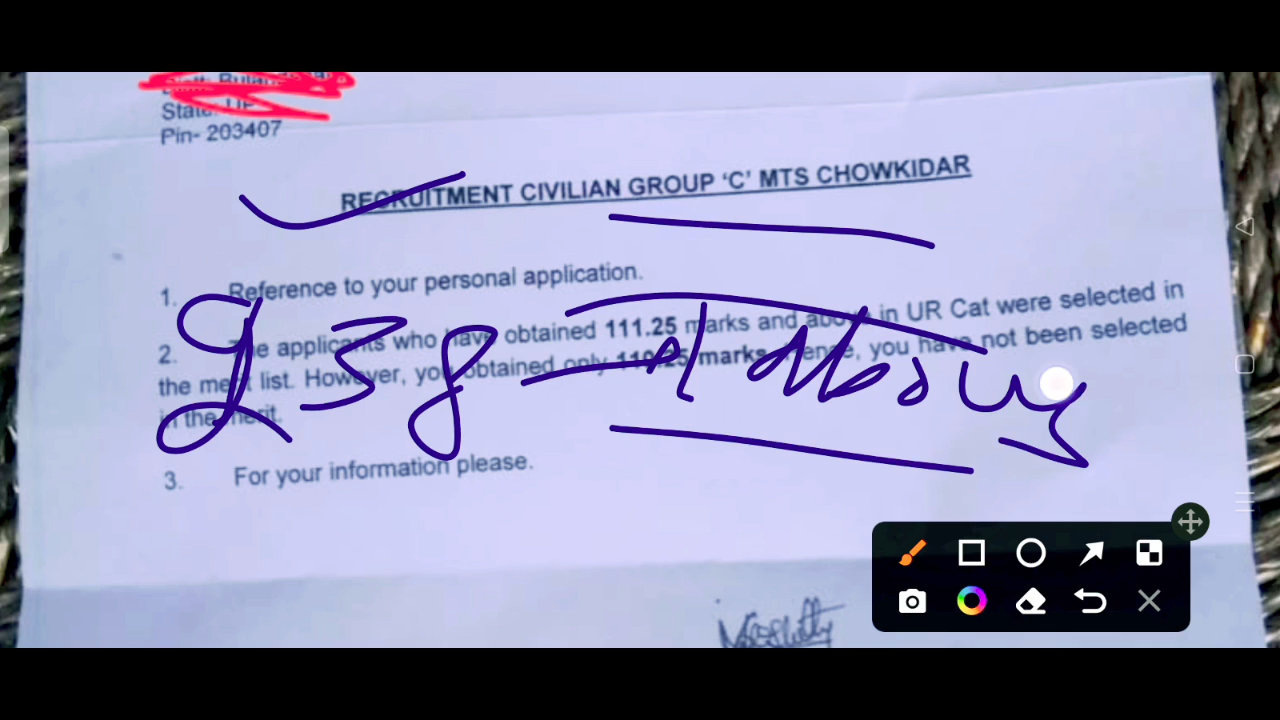 State: UP
Pin- 203407
RECRUITMENT CIVILIAN GROUP ‘C’ MTS CHOWKIDAR
1. Reference to your personal application.
2. The applicants who have obtained 111.25 marks and above in UR Cat were selected in
the merit list. However, you obtained only marks. Hence, you have not been selected
in the merit.
3. For your information please.